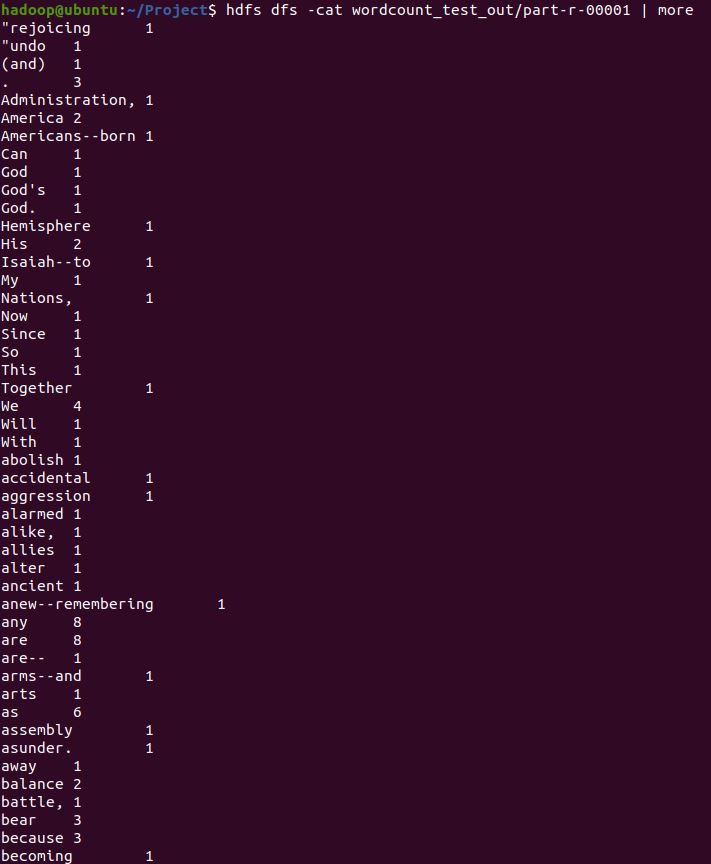 hadoop@ubuntu:~/Project$ hdfs dfs -cat wordcount_test_out/part-r-00001 | more
"rejoicing 1
"undo 1
(and) 1
. 3
Administration, 1
America 2
Americans--born 1
Can 1
God 1
God's 1
God. 1
Hemisphere 1
His 2
Isaiah--to 1
My 1
Nations, 1
Now 1
Since 1
So 1
This 1
Together 1
We 4
Will 1
With 1
abolish 1
accidental 1
aggression 1
alarmed 1
alike, 1
allies 1
alter 1
ancient 1
anew--remembering 1
any 8
are 8
are-- 1
arms--and 1
arts 1
as 6
assembly 1
asunder. 1
away 1
balance 2
battle, 1
bear 3
because 3
becoming 1